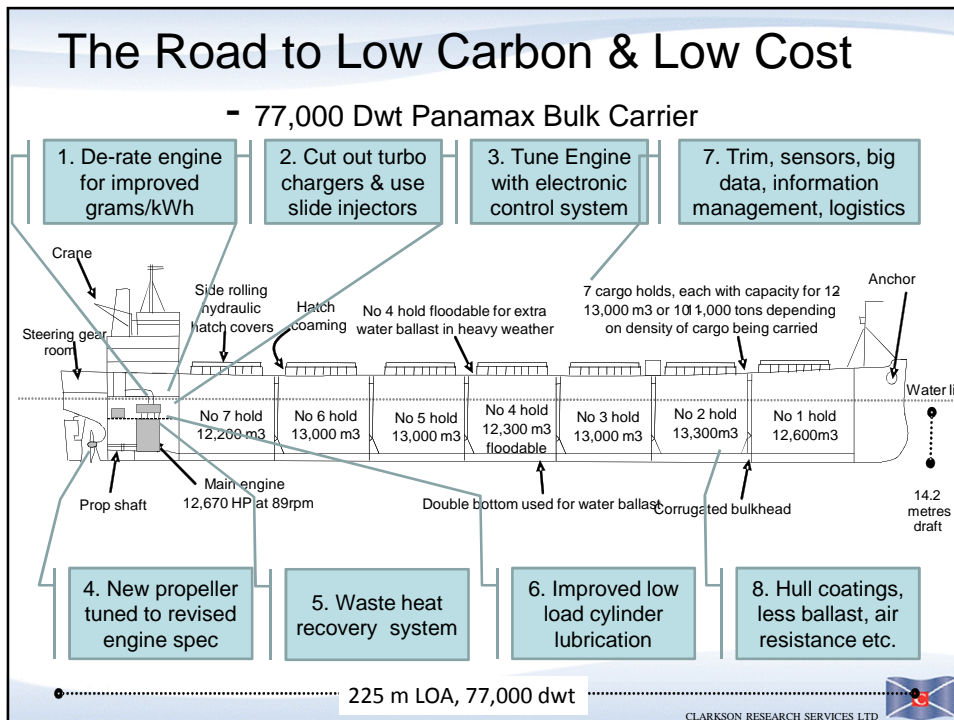 The Road to Low Carbon & Low Cost
- 77,000 Dwt Panamax Bulk Carrier
1. De-rate engine
for improved
grams/kWh
2. Cut out turbo
chargers & use
slide injectors
3. Tune Engine
with electronic
control system
7. Trim, sensors, big
data, information
management, logistics
Crane
Steering gear
room
Side rolling
hydraulic
hatch covers
Hatch
coaming
No 4 hold floodable for extra
water ballast in heavy weather
7 cargo holds, each with capacity for 12-
13,000 m3 or 10-11,000 tons depending
on density of cargo being carried
Anchor
Water li
No 7 hold
12,200 m3
No 6 hold
13,000 m3
No 5 hold
13,000 m3
No 4 hold
12,300 m3
floodable
No 3 hold
13,000 m3
No 2 hold
13,300m3
No 1 hold
12,600m3
Prop shaft
Main engine
12,670 HP at 89rpm
Double bottom used for water ballast
Corrugated bulkhead
14.2
metres
draft
4. New propeller
tuned to revised
engine spec
5. Waste heat
recovery system
6. Improved low
load cylinder
lubrication
8. Hull coatings,
less ballast, air
resistance etc.
225 m LOA, 77,000 dwt
CLARKSON RESEARCH SERVICES LTD
C